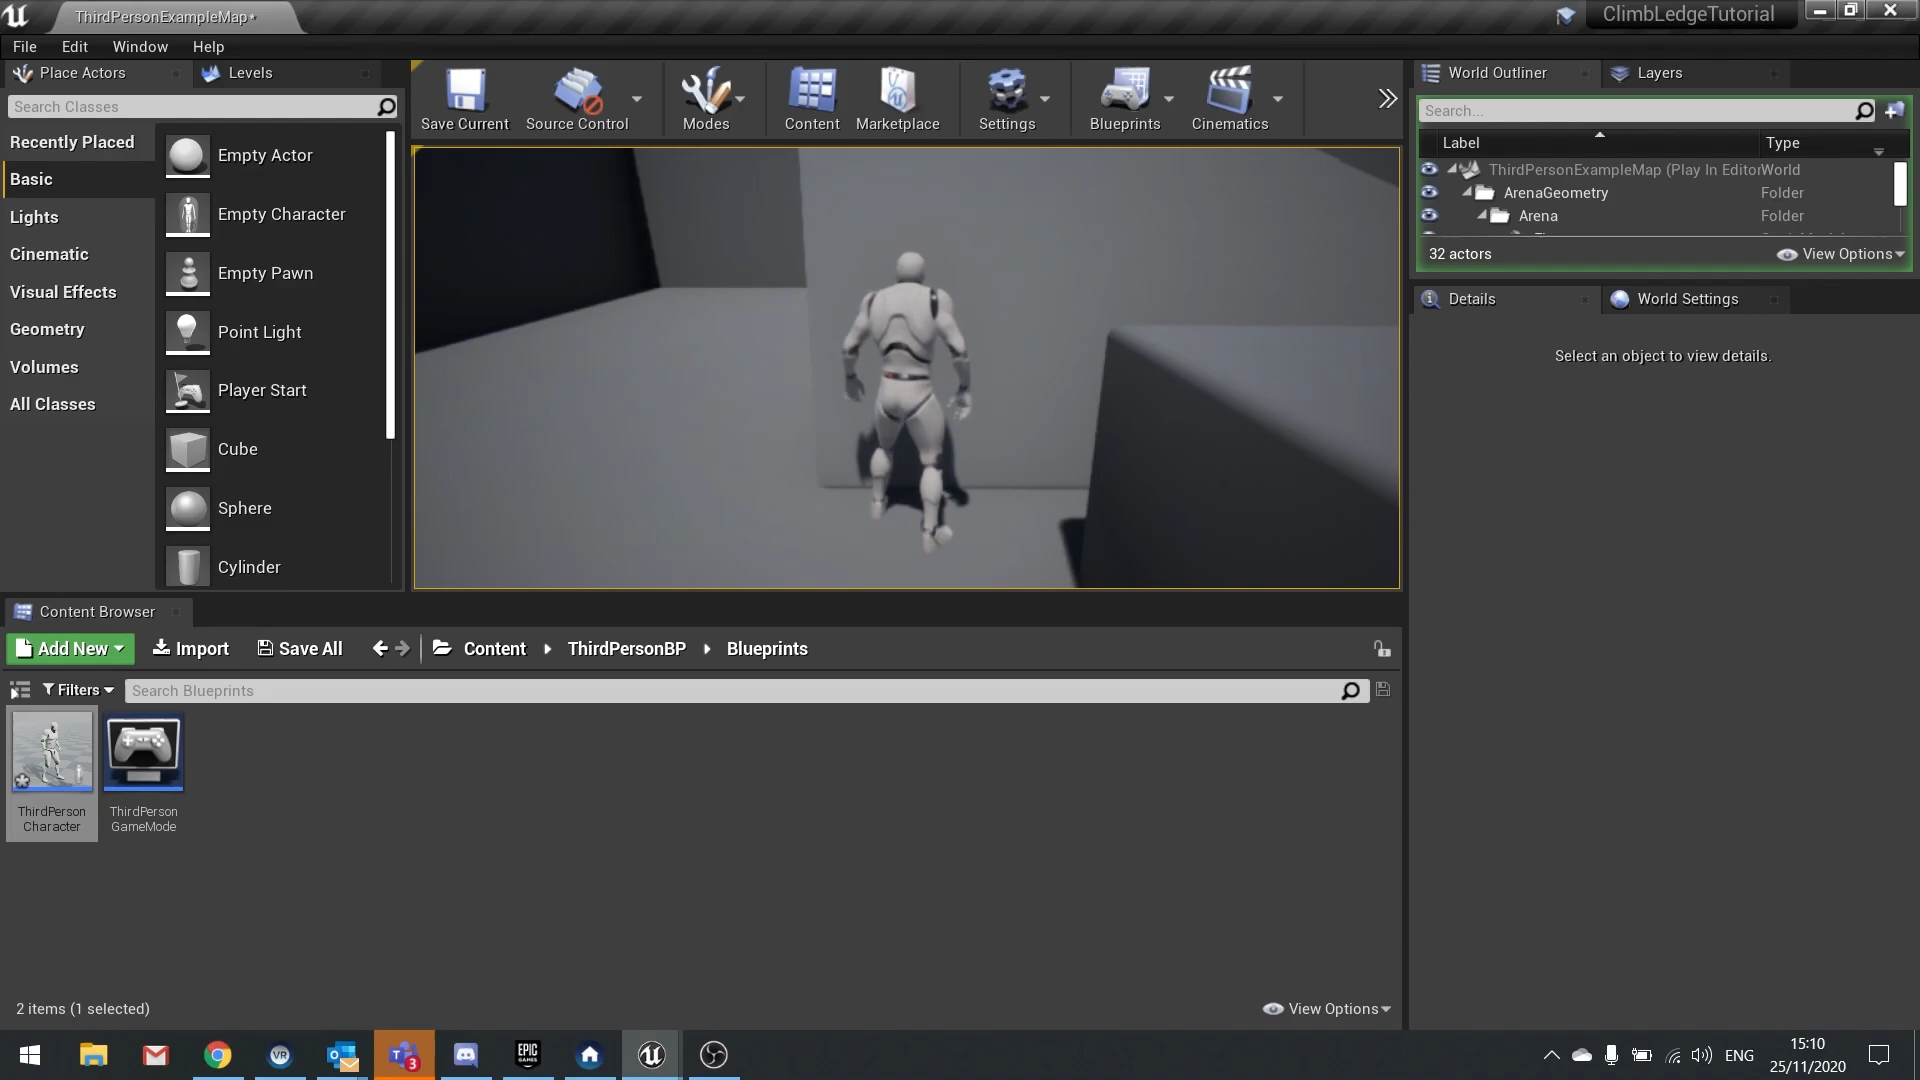 ThirdPersonExampleMap*
ClimbLedgeTutorial
File Edit Window Help
Place Actors
Levels
Search Classes
Recently Placed
Basic
Lights
Cinematic
Visual Effects
Geometry
Volumes
All Classes
Empty Actor
Empty Character
Empty Pawn
Point Light
Player Start
Cube
Sphere
Cylinder
Save Current
Source Control
Modes
Content
Marketplace
Settings
Blueprints
Cinematics
World Outliner
Layers
Search...
Label Type
ThirdPersonExampleMap (Play In Editor World
ArenaGeometry Folder
Arena Folder
32 actors
View Options
Details
World Settings
Select an object to view details.
Content Browser
Add New
Import
Save All
Content
ThirdPersonBP
Blueprints
Filters
Search Blueprints
ThirdPerson
Character
ThirdPerson
GameMode
2 items (1 selected)
View Options
VR
3
EPIC
GAMES
ENG
15:10
25/11/2020